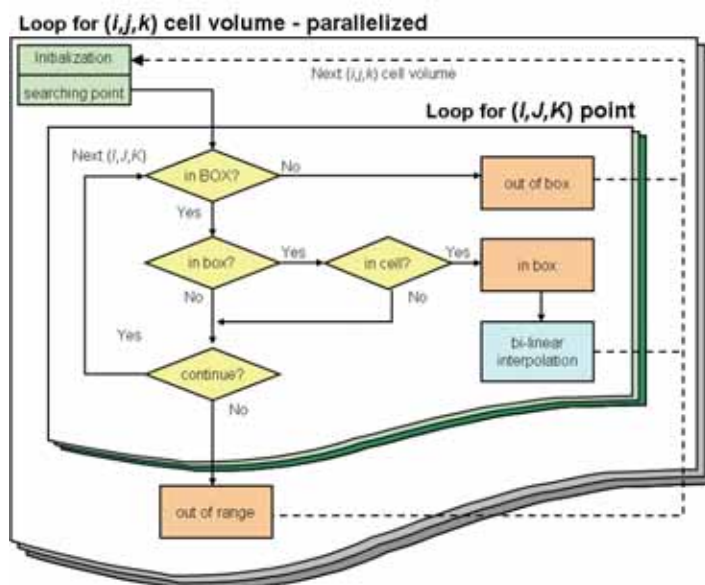 Loop for (i,j,k) cell volume - parallelized
Initialization
Next (i,j,k) cell volume
searching point
Loop for (I,J,K) point
Next (I,J,K)
in BOX?
No
out of box
Yes
in box?
Yes
in cell?
Yes
in box
No
No
Yes
bi-linear
interpolation
continue?
No
out of range